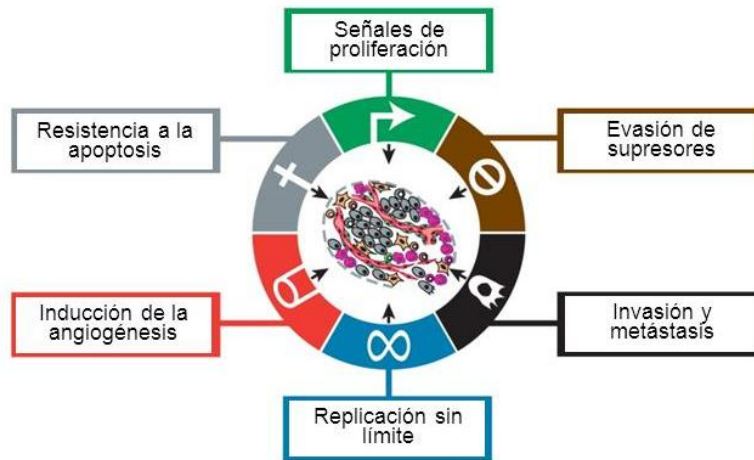 Señales de
proliferación
Resistencia a la
apoptosis
Evasión de
supresores
Inducción de la
angiogénesis
Invasión y
metástasis
Replicación sin
límite